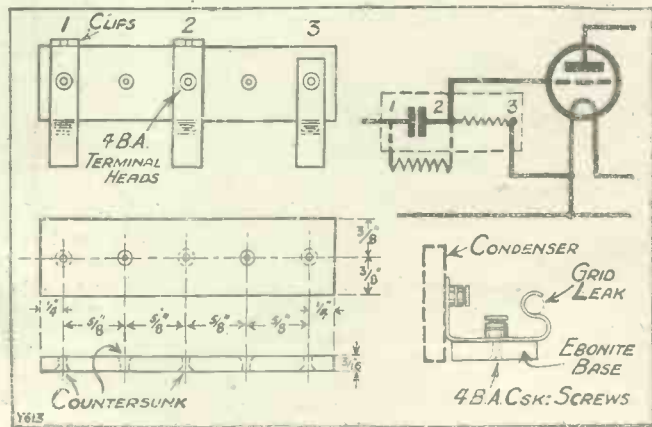 CLIPS
1 2 3
4 B.A.
TERMINAL
HEADS
1 2 3
3/8"
3/8"
1/4" 5/8" 5/8" 5/8" 5/8" 1/4"
3/16"
COUNTERSUNK
CONDENSER
GRID
LEAK
EBONITE
BASE
4 B.A. CSK: SCREWS
Y613